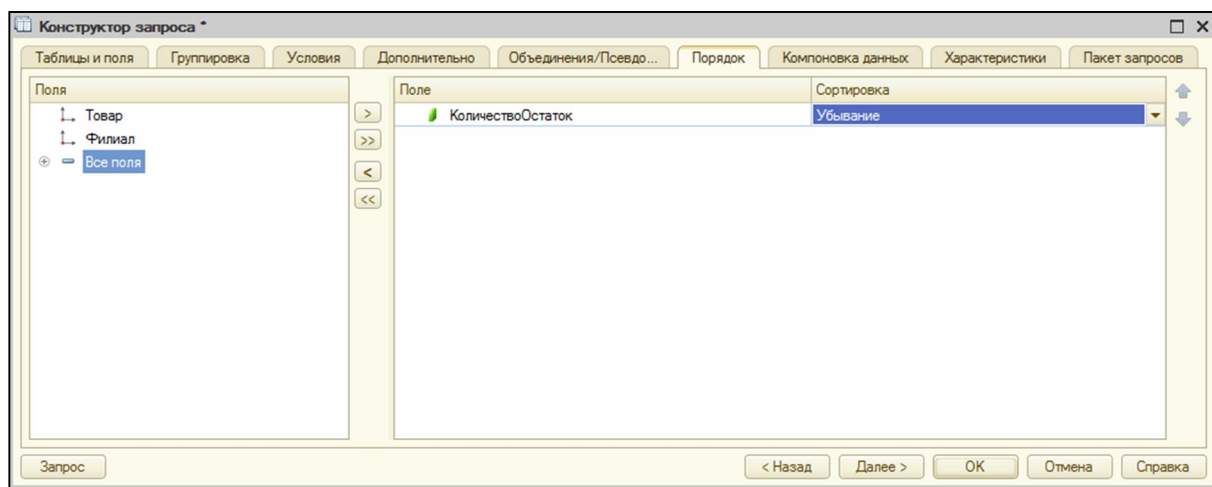 Конструктор запроса *
Таблицы и поля Группировка Условия Дополнительно Объединения/Псевдо... Порядок Компоновка данных Характеристики Пакет запросов
Поля Поле Сортировка
Товар > КоличествоОстаток Убывание
Филиал >>
Все поля <
<<
Запрос < Назад Далее > OK Отмена Справка